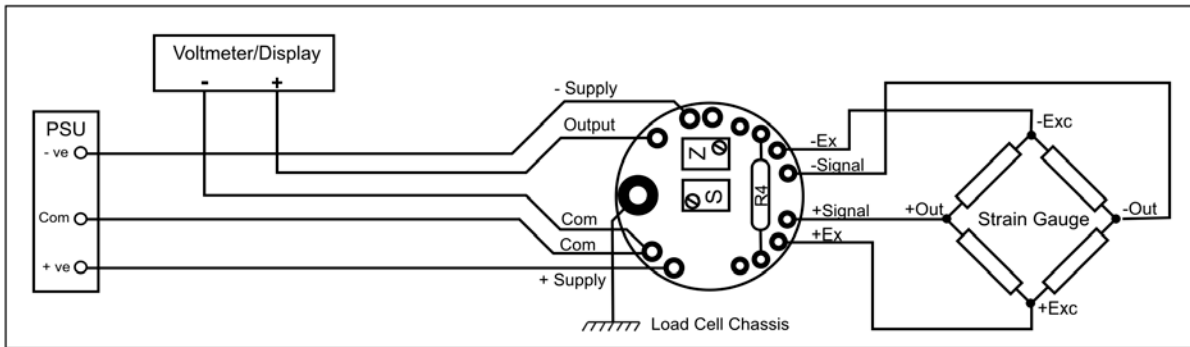 Voltmeter/Display
- +
PSU
- ve
Com
+ ve
- Supply
Output
Com
Com
+ Supply
Z
S
R4
Load Cell Chassis
-Ex
-Signal
+Signal
+Ex
-Exc
+Out
Strain Gauge
-Out
+Exc